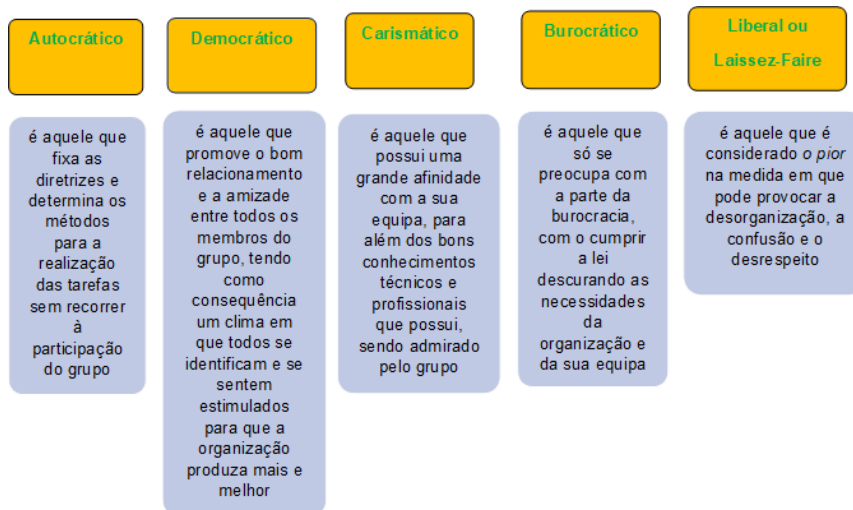 Autocrático
é aquele que
fixa as
diretrizes e
determina os
métodos
para a
realização
das tarefas
sem recorrer
à
participação
do grupo
Democrático
é aquele que
promove o bom
relacionamento
e a amizade
entre todos os
membros do
grupo, tendo
como
consequência
um clima em
que todos se
identificam e se
sentem
estimulados
para que a
organização
produza mais e
melhor
Carismático
é aquele que
possui uma
grande afinidade
com a sua
equipa, para
além dos bons
conhecimentos
técnicos e
profissionais
que possui,
sendo admirado
pelo grupo
Burocrático
é aquele que
só se
preocupa com
a parte da
burocracia,
com o cumprir
a lei
descurando as
necessidades
da
organização e
da sua equipa
Liberal ou
Laissez-Faire
é aquele que é
considerado o pior
na medida em que
pode provocar a
desorganização, a
confusão e o
desrespeito